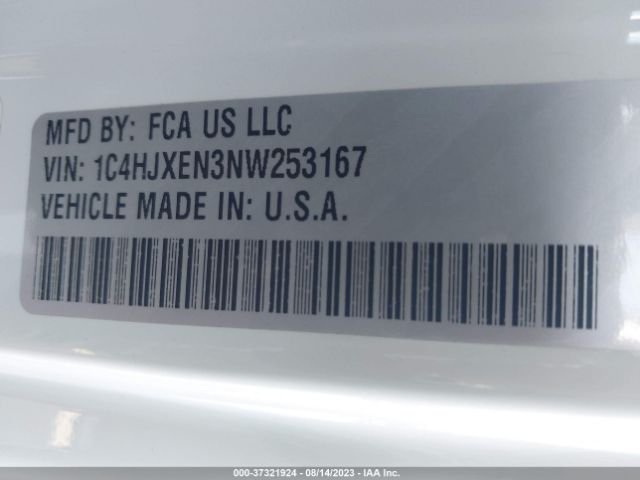 MFD BY: FCA US LLC
VIN: 1C4HJXEN3NW253167
VEHICLE MADE IN: U.S.A.
000-37321924 - 08/14/2023 - IAA Inc.